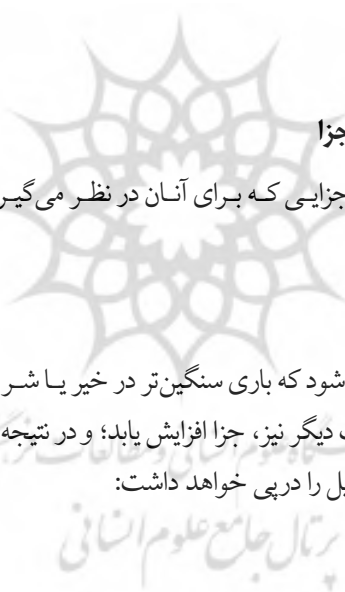 جزا
جزایی که برای آنان در نظر می‌گیر
شود که باری سنگین‌تر در خیر یا شر
دیگر نیز، جزا افزایش یابد؛ و در نتیجه
یل را درپی خواهد داشت:
پرتال جامع علوم انسانی